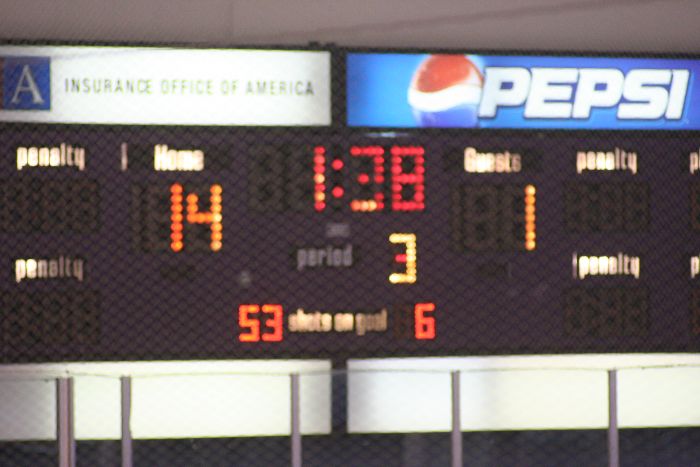 A INSURANCE OFFICE OF AMERICA PEPSI
penalty Home 1:38 Guests penalty
14 1
penalty period 3 penalty
53 shots on goal 6